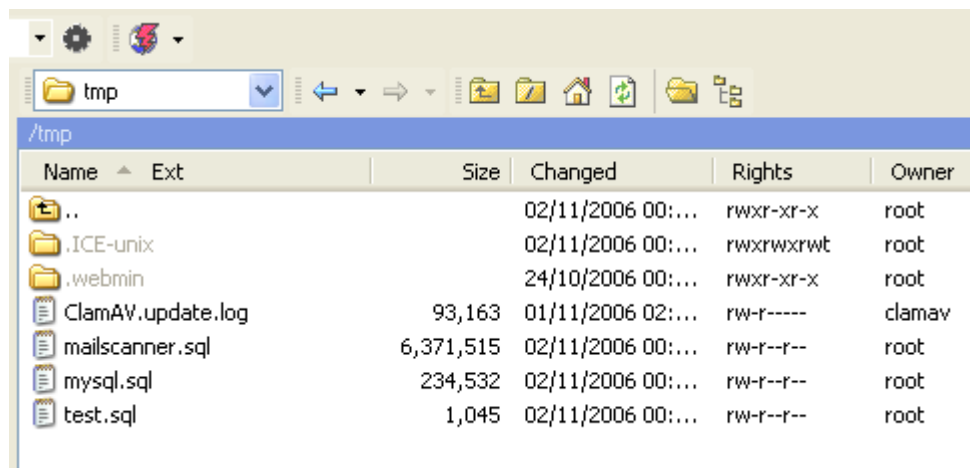 tmp
/tmp
Name Ext Size Changed Rights Owner
.. 02/11/2006 00:... rwxr-xr-x root
.ICE-unix 02/11/2006 00:... rwxrwxrwt root
.webmin 24/10/2006 00:... rwxr-xr-x root
ClamAV.update.log 93,163 01/11/2006 02:... rw-r----- clamav
mailscanner.sql 6,371,515 02/11/2006 00:... rw-r--r-- root
mysql.sql 234,532 02/11/2006 00:... rw-r--r-- root
test.sql 1,045 02/11/2006 00:... rw-r--r-- root